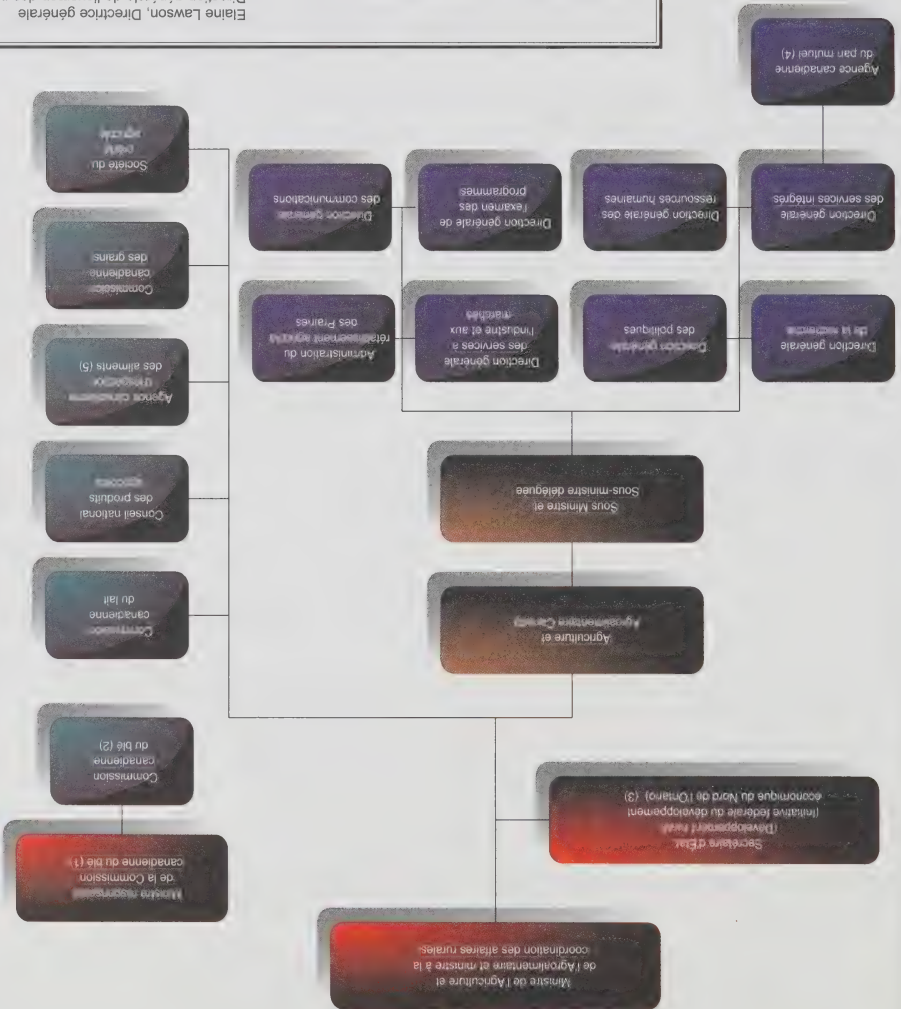 Ministre de l'Agriculture et
de l'Agroalimentaire et ministre à la
coordination des affaires rurales
Secrétaire d'État
(Développement rural)
(Initiative fédérale du développement
économique du Nord de l'Ontario) (3)
Ministre responsable
de la Commission
canadienne du blé (1)
Commission
canadienne
du blé (2)
Agriculture et
Agroalimentaire Canada
Sous Ministre et
Sous-ministre déléguée
Direction générale
de la recherche
Direction générale
des politiques
Direction générale
des services à
l'industrie et aux
marchés
Administration du
rétablissement agricole
des Prairies
Direction générale
des services intégrés
Direction générale des
ressources humaines
Direction générale de
l'examen des
programmes
Direction générale
des communications
Agence canadienne
du pari mutuel (4)
Commission
canadienne
du lait
Conseil national
des produits
agricoles
Agence canadienne
d'inspection
des aliments (5)
Commission
canadienne
des grains
Société du
crédit
agricole
Elaine Lawson, Directrice générale